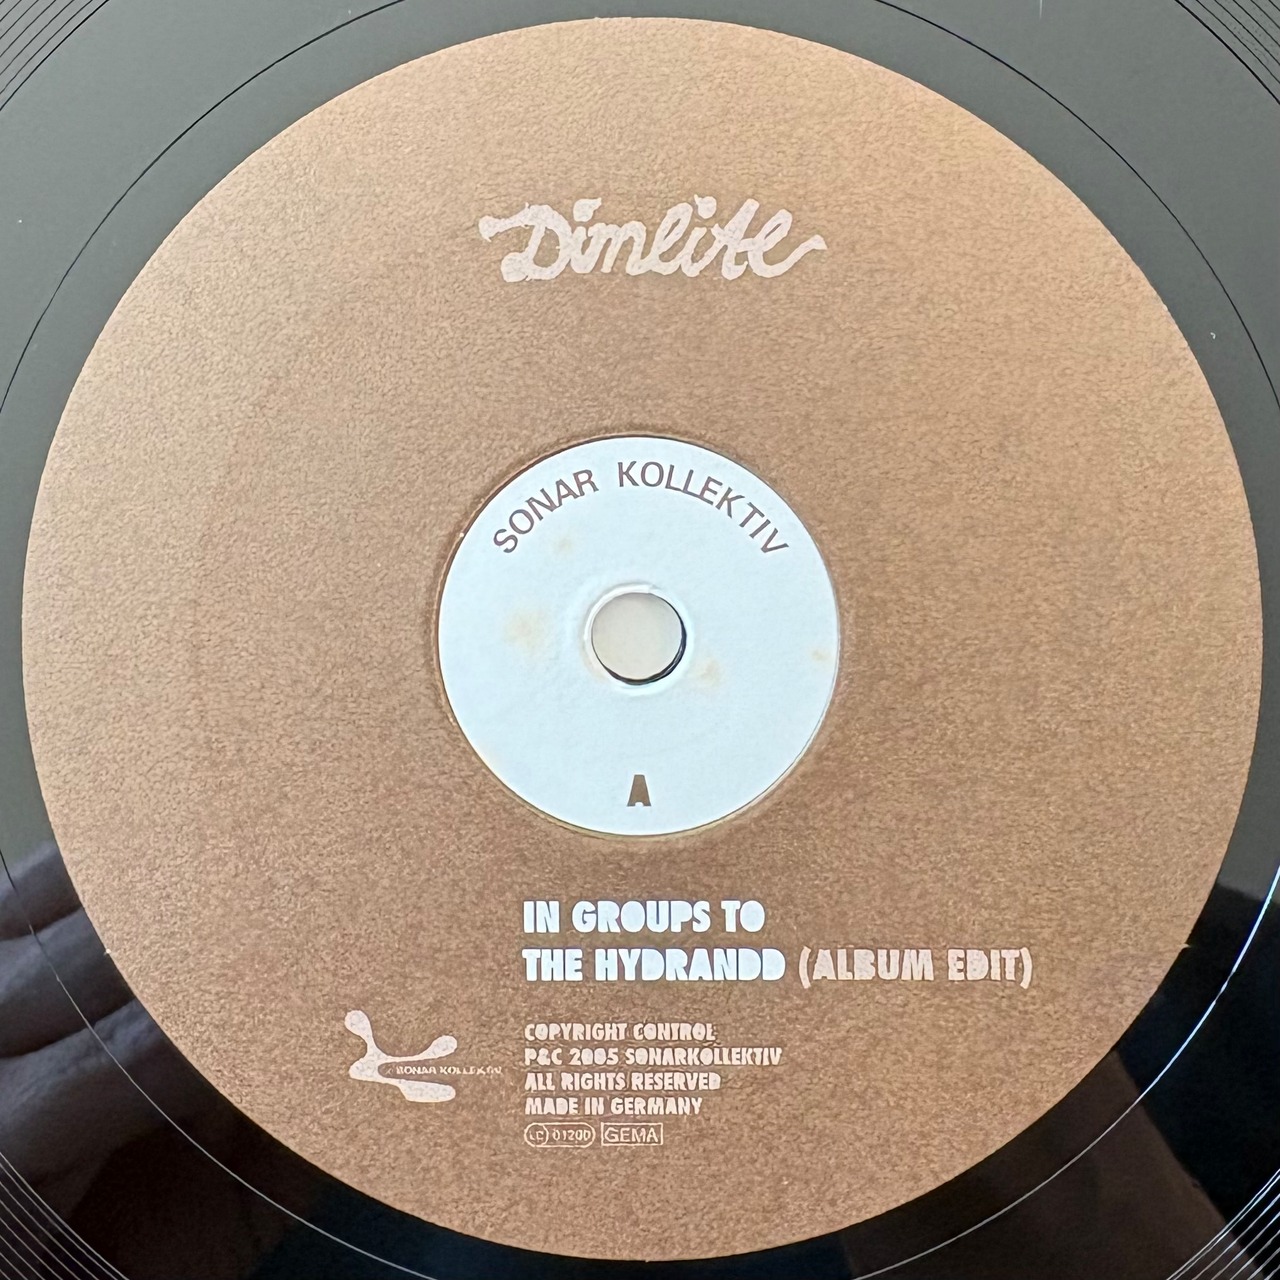 Dimlite
SONAR KOLLEKTIV
A
IN GROUPS TO
THE HYDRANDD (ALBUM EDIT)
SONAR KOLLEKTIV
COPYRIGHT CONTROL
P&C 2005 SONARKOLLEKTIV
ALL RIGHTS RESERVED
MADE IN GERMANY
LC 01200 GEMA